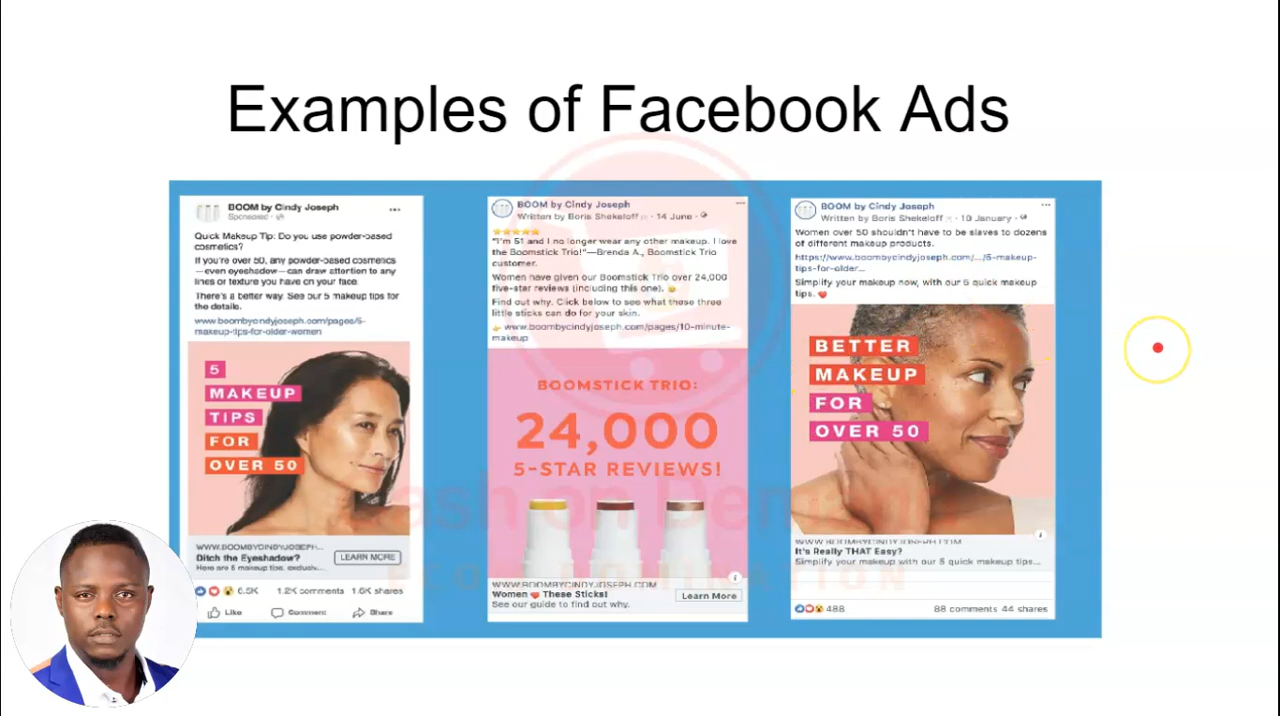 Examples of Facebook Ads
BOOM by Cindy Joseph
Sponsored ·
Quick Makeup Tip: Do you use powder-based
cosmetics?
If you're over 50, any powder-based cosmetics
—even eyeshadow—can draw attention to any
lines or texture you have on your face.
There's a better way. See our 5 makeup tips for
the details.
www.boombycindyjoseph.com/pages/5-
makeup-tips-for-older-women
5
MAKEUP
TIPS
FOR
OVER 50
WWW.BOOMBYCINDYJOSEPH...
Ditch the Eyeshadow?
Here are 5 makeup tips, exclusiv...
LEARN MORE
6.5K 1.2K comments 1.6K shares
Like Comment Share
BOOM by Cindy Joseph
Written by Boris Shekeloff · 14 June ·
"I'm 51 and I no longer wear any other makeup. I love
the Boomstick Trio!"—Brenda A., Boomstick Trio
customer.
Women have given our Boomstick Trio over 24,000
five-star reviews (including this one).
Find out why. Click below to see what these three
little sticks can do for your skin.
www.boombycindyjoseph.com/pages/10-minute-
makeup
BOOMSTICK TRIO:
24,000
5-STAR REVIEWS!
WWW.BOOMBYCINDYJOSEPH.COM
Women ❤ These Sticks!
See our guide to find out why.
Learn More
BOOM by Cindy Joseph
Written by Boris Shekeloff · 10 January ·
Women over 50 shouldn't have to be slaves to dozens
of different makeup products.
https://www.boombycindyjoseph.com/.../5-makeup-
tips-for-older...
Simplify your makeup now, with our 5 quick makeup
tips. ❤
BETTER
MAKEUP
FOR
OVER 50
WWW.BOOMBYCINDYJOSEPH.COM
It's Really THAT Easy?
Simplify your makeup with our 5 quick makeup tips...
488 88 comments 44 shares